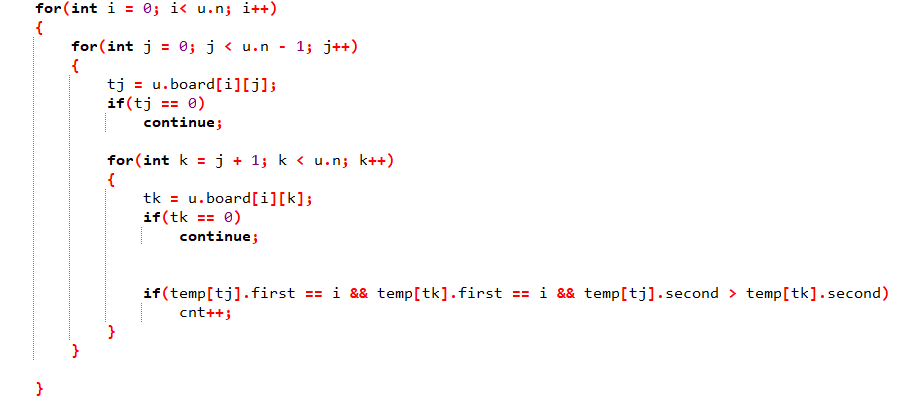 for(int i = 0; i< u.n; i++)
{
    for(int j = 0; j < u.n - 1; j++)
    {
        tj = u.board[i][j];
        if(tj == 0)
            continue;

        for(int k = j + 1; k < u.n; k++)
        {
            tk = u.board[i][k];
            if(tk == 0)
                continue;


            if(temp[tj].first == i && temp[tk].first == i && temp[tj].second > temp[tk].second)
                cnt++;
        }
    }

}